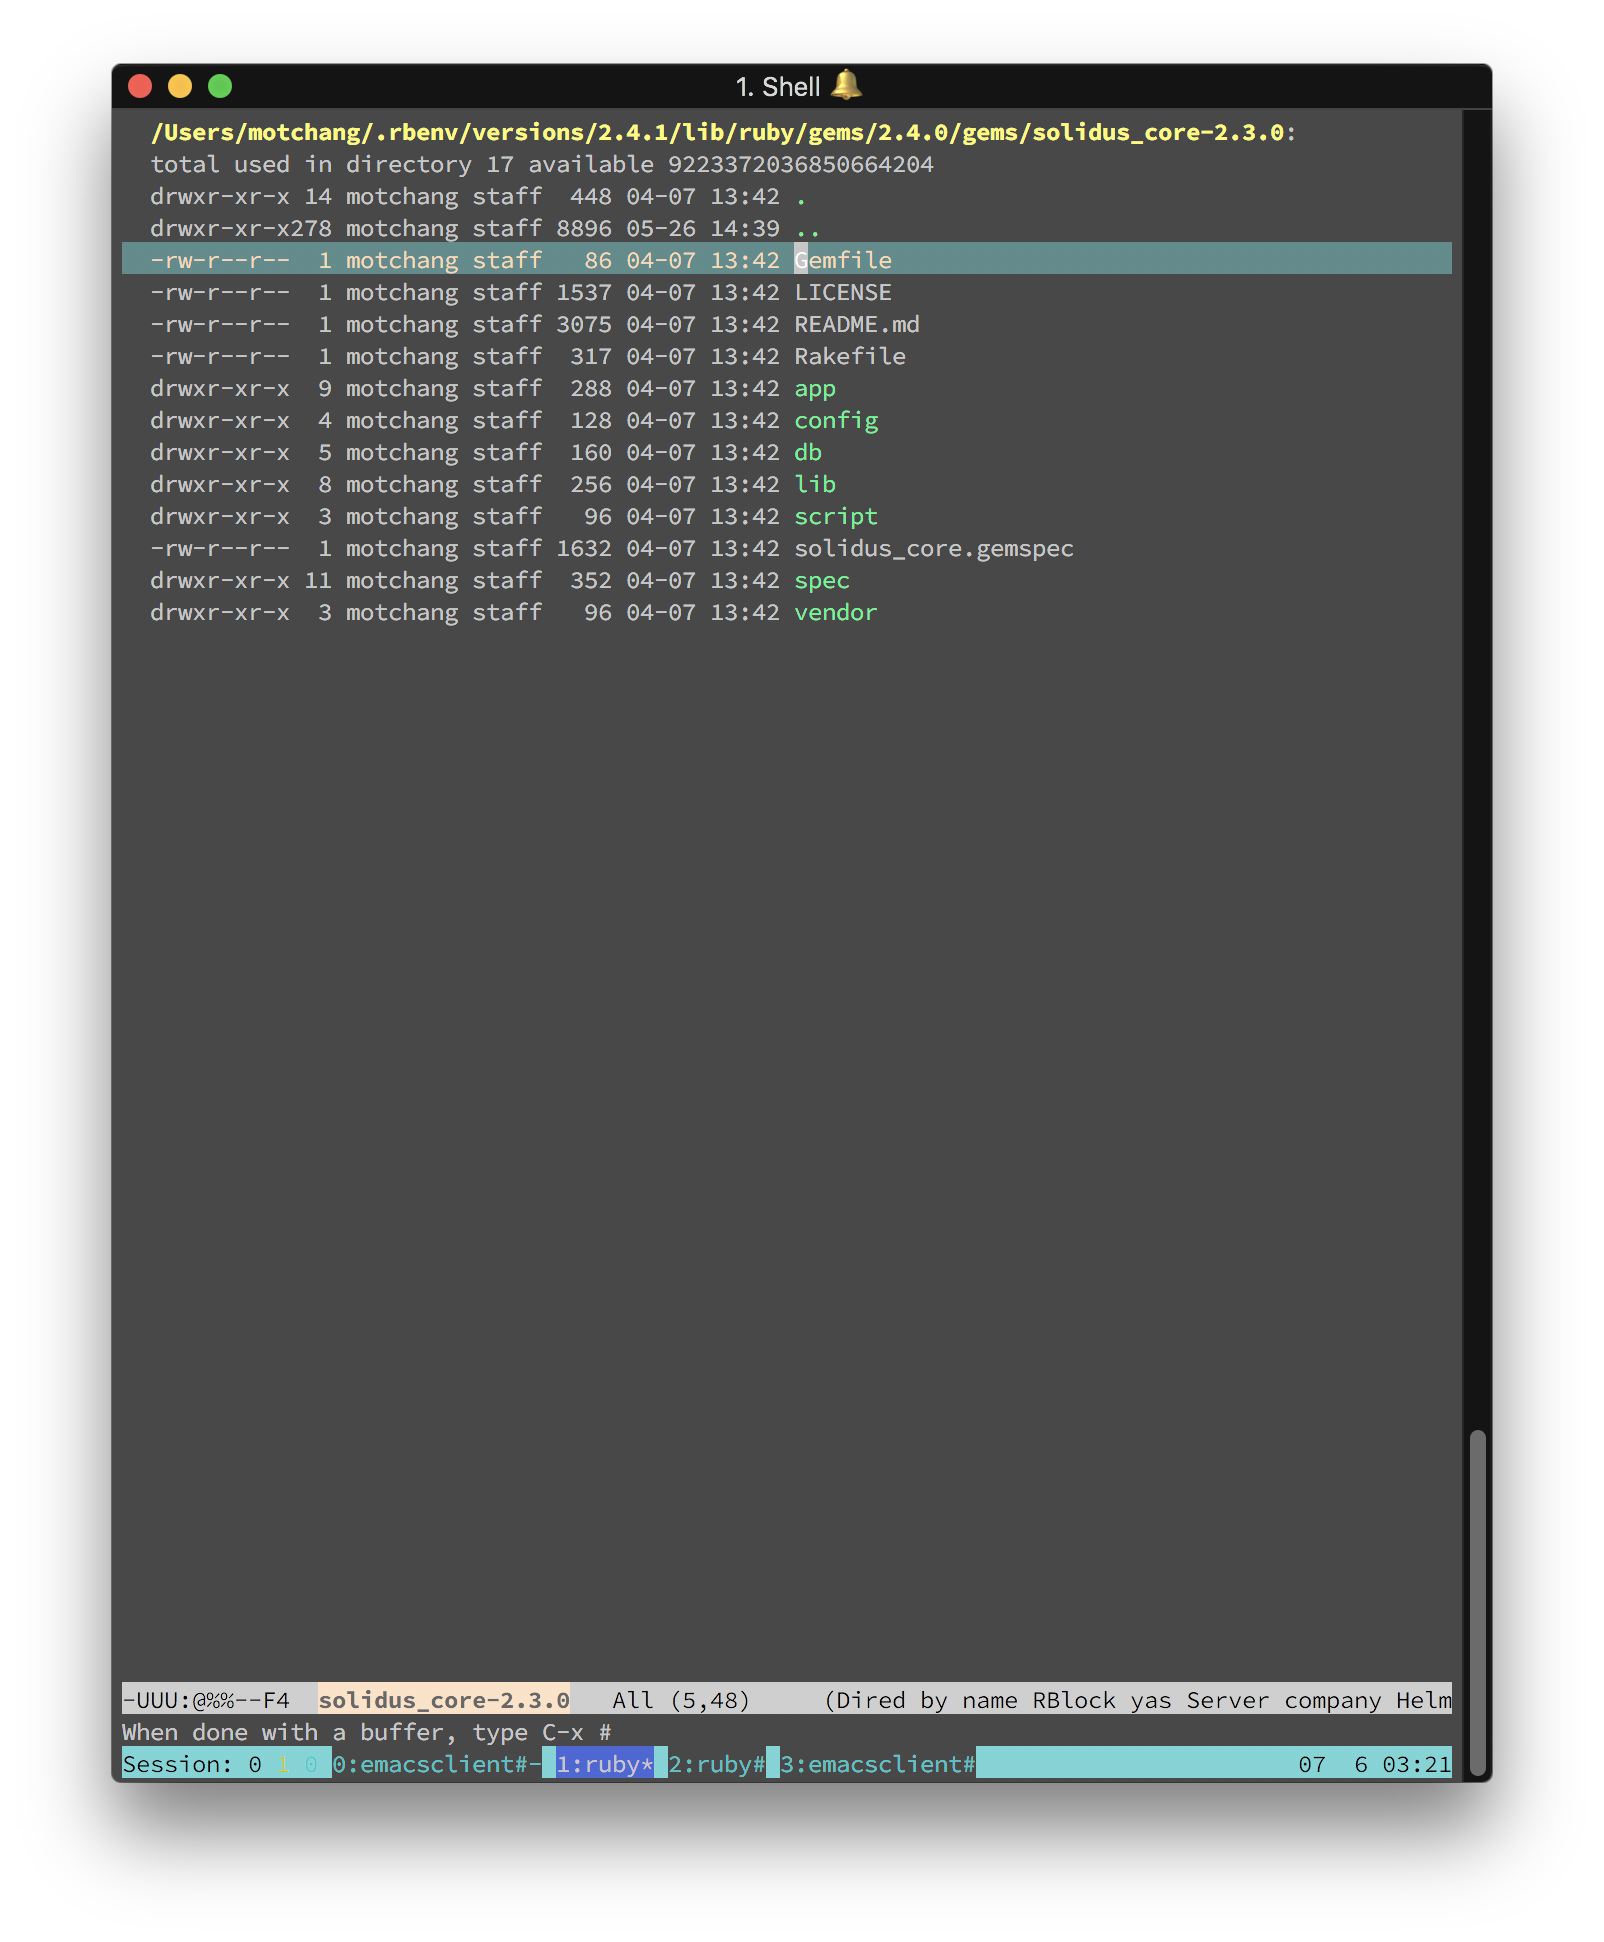 1. Shell 🔔
/Users/motchang/.rbenv/versions/2.4.1/lib/ruby/gems/2.4.0/gems/solidus_core-2.3.0:
total used in directory 17 available 9223372036850664204
drwxr-xr-x 14 motchang staff  448 04-07 13:42 .
drwxr-xr-x278 motchang staff 8896 05-26 14:39 ..
-rw-r--r--  1 motchang staff   86 04-07 13:42 Gemfile
-rw-r--r--  1 motchang staff 1537 04-07 13:42 LICENSE
-rw-r--r--  1 motchang staff 3075 04-07 13:42 README.md
-rw-r--r--  1 motchang staff  317 04-07 13:42 Rakefile
drwxr-xr-x  9 motchang staff  288 04-07 13:42 app
drwxr-xr-x  4 motchang staff  128 04-07 13:42 config
drwxr-xr-x  5 motchang staff  160 04-07 13:42 db
drwxr-xr-x  8 motchang staff  256 04-07 13:42 lib
drwxr-xr-x  3 motchang staff   96 04-07 13:42 script
-rw-r--r--  1 motchang staff 1632 04-07 13:42 solidus_core.gemspec
drwxr-xr-x 11 motchang staff  352 04-07 13:42 spec
drwxr-xr-x  3 motchang staff   96 04-07 13:42 vendor
-UUU:@%%--F4  solidus_core-2.3.0   All (5,48)     (Dired by name RBlock yas Server company Helm
When done with a buffer, type C-x #
Session: 0 1 0 0:emacsclient#- 1:ruby* 2:ruby# 3:emacsclient# 07  6 03:21